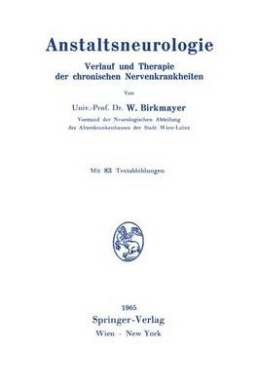 Anstaltsneurologie
Verlauf und Therapie
der chronischen Nervenkrankheiten
Von
Univ.-Prof. Dr. W. Birkmayer
Vorstand der Neurologischen Abteilung
des Altenkrankenhauses der Stadt Wien-Lainz
Mit 83 Textabbildungen
1965
Springer-Verlag
Wien · New York